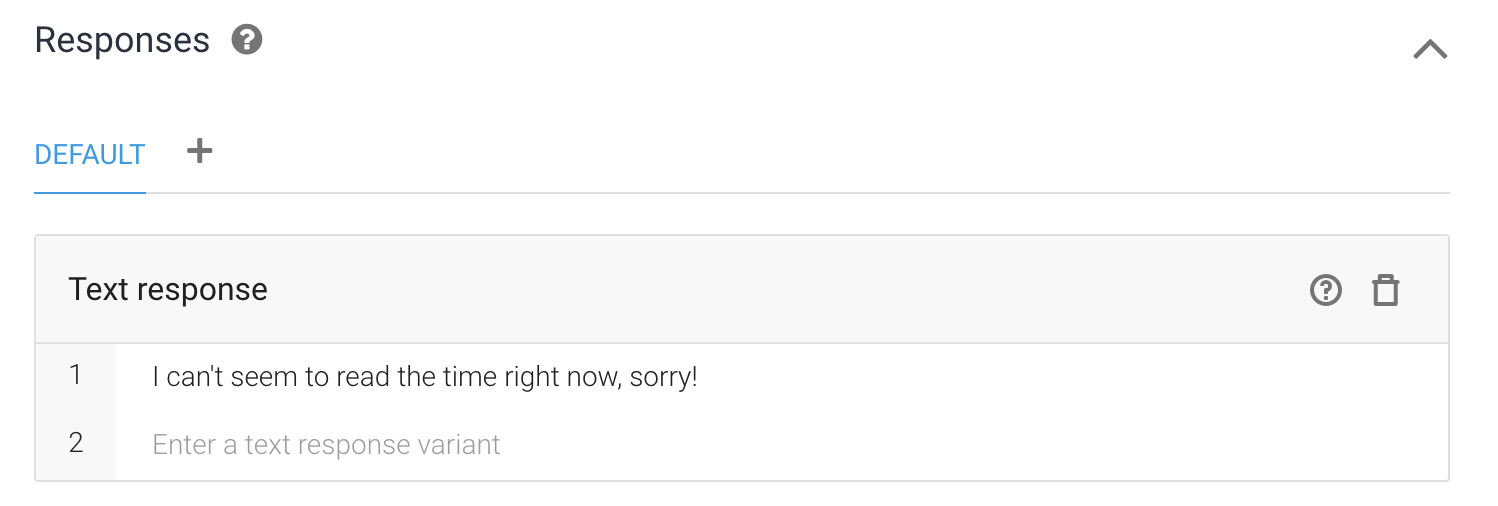 Responses ?
DEFAULT +
Text response ?
1 I can't seem to read the time right now, sorry!
2 Enter a text response variant